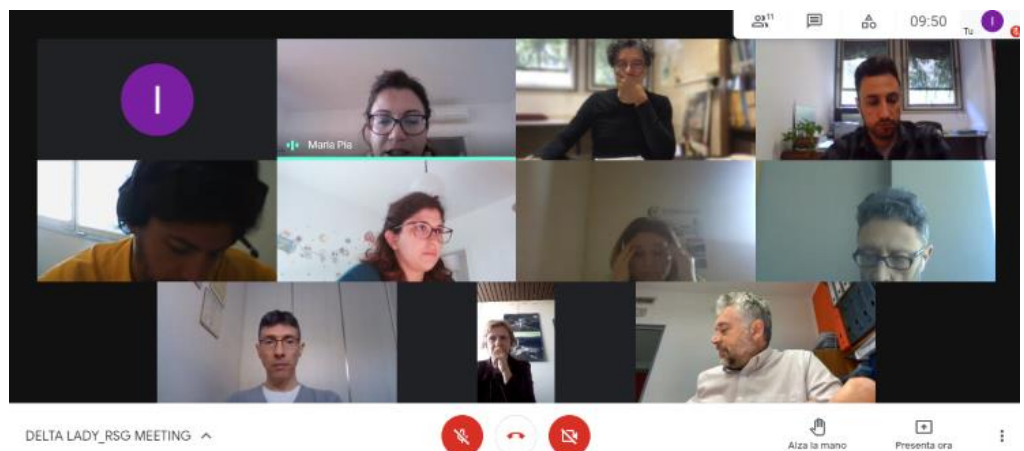 11
09:50
Tu
I
I
Maria Pia
DELTA LADY_RSG MEETING
Alza la mano
Presenta ora